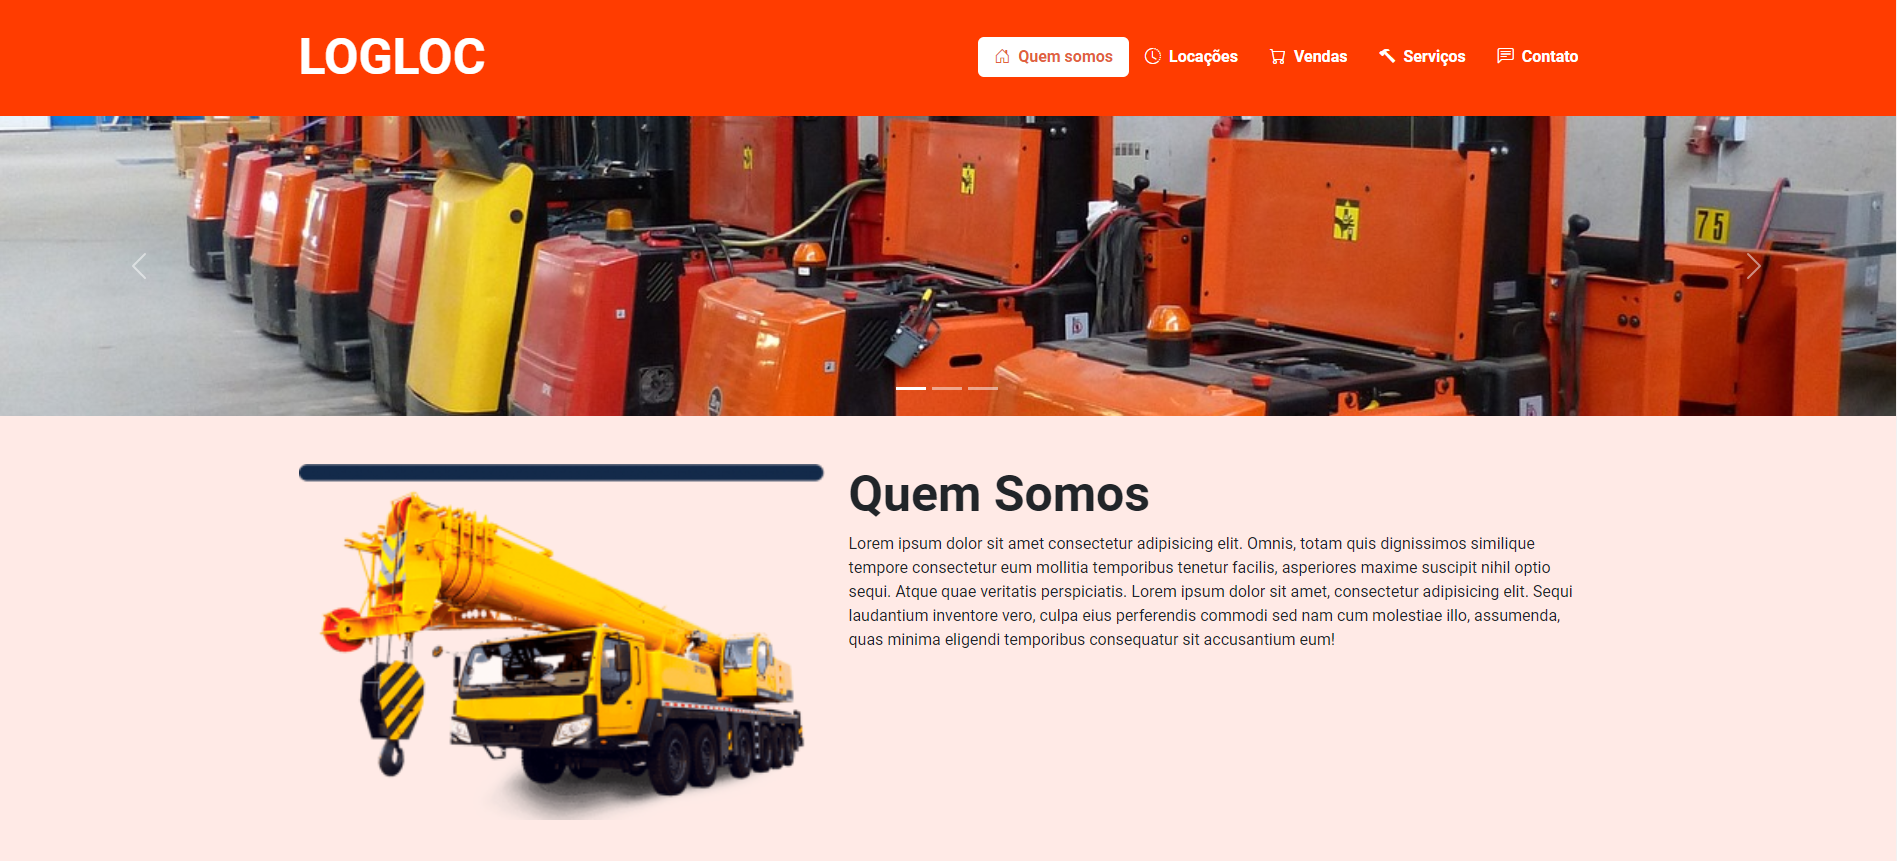 LOGLOC
Quem somos
Locações
Vendas
Serviços
Contato
75
Quem Somos
Lorem ipsum dolor sit amet consectetur adipisicing elit. Omnis, totam quis dignissimos similique
tempore consectetur eum mollitia temporibus tenetur facilis, asperiores maxime suscipit nihil optio
sequi. Atque quae veritatis perspiciatis. Lorem ipsum dolor sit amet, consectetur adipisicing elit. Sequi
laudantium inventore vero, culpa eius perferendis commodi sed nam cum molestiae illo, assumenda,
quas minima eligendi temporibus consequatur sit accusantium eum!